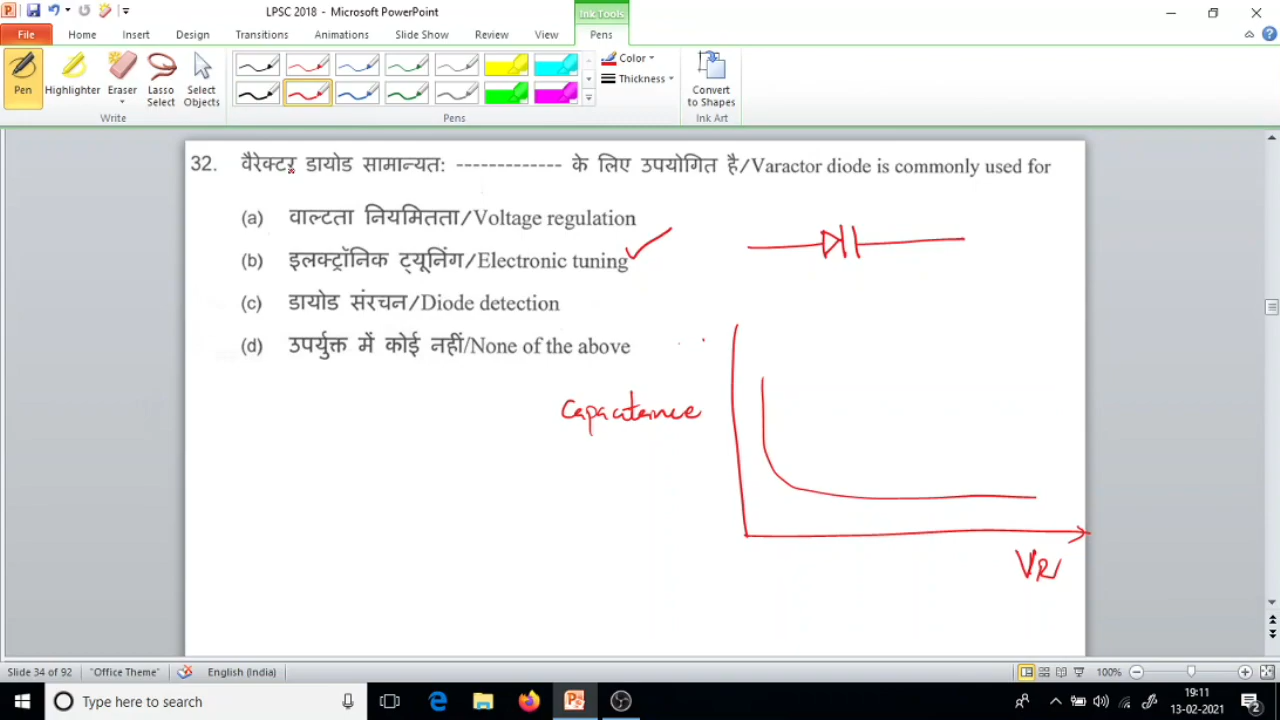 LPSC 2018 - Microsoft PowerPoint
Ink Tools
File Home Insert Design Transitions Animations Slide Show Review View Pens
Pen Highlighter Eraser Lasso Select Select Objects
Color
Thickness
Convert to Shapes
Write Pens Ink Art
32. वैरेक्टर डायोड सामान्यत: ------------- के लिए उपयोगित है/Varactor diode is commonly used for
(a) वाल्टता नियमितता/Voltage regulation
(b) इलक्ट्रॉनिक ट्यूनिंग/Electronic tuning
(c) डायोड संरचन/Diode detection
(d) उपर्युक्त में कोई नहीं/None of the above
Capacitance
VR
Slide 34 of 92 "Office Theme" English (India) 100%
Type here to search
19:11
13-02-2021
2